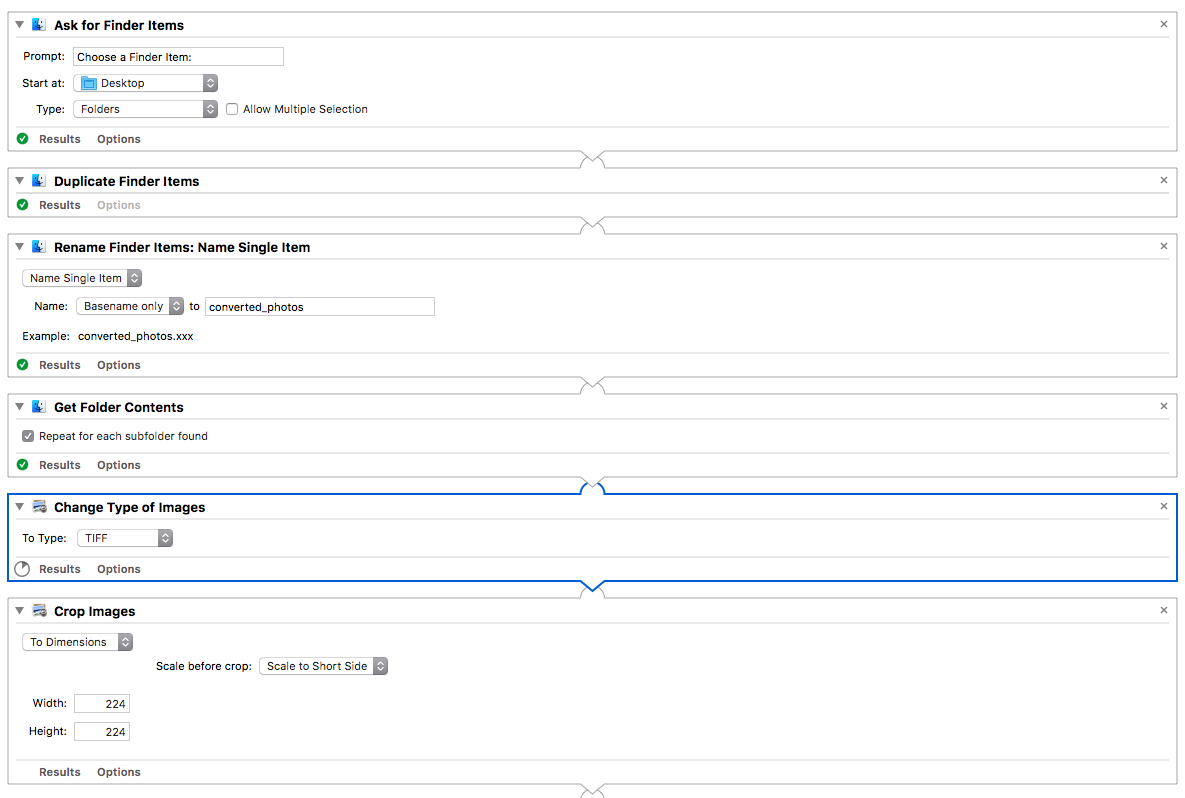 Ask for Finder Items
Prompt: Choose a Finder Item:
Start at: Desktop
Type: Folders Allow Multiple Selection
Results Options
Duplicate Finder Items
Results Options
Rename Finder Items: Name Single Item
Name Single Item
Name: Basename only to converted_photos
Example: converted_photos.xxx
Results Options
Get Folder Contents
Repeat for each subfolder found
Results Options
Change Type of Images
To Type: TIFF
Results Options
Crop Images
To Dimensions
Scale before crop: Scale to Short Side
Width: 224
Height: 224
Results Options